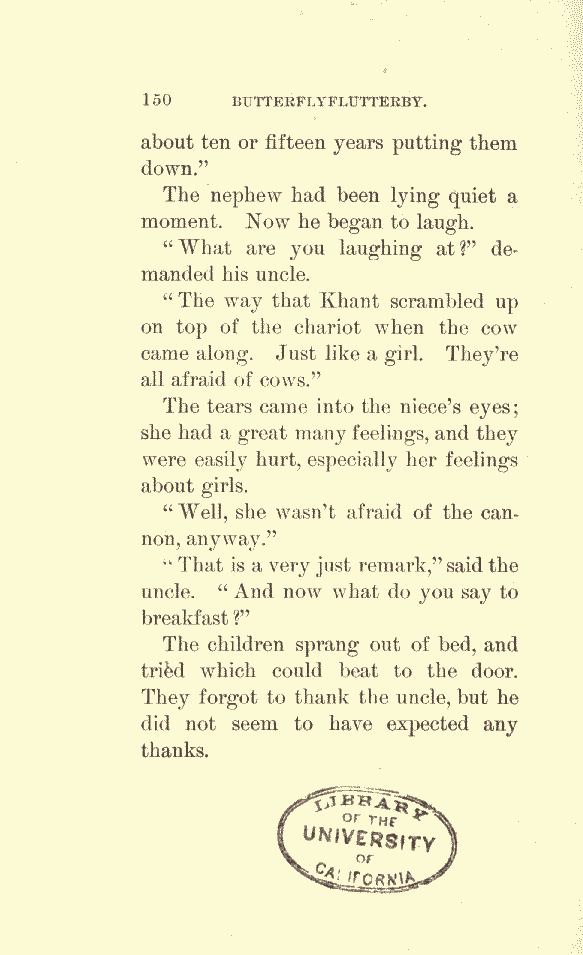 150 BUTTERFLYFLUTTERBY.
about ten or fifteen years putting them
down.”
The nephew had been lying quiet a
moment. Now he began to laugh.
“What are you laughing at?” de-
manded his uncle.
“The way that Khant scrambled up
on top of the chariot when the cow
came along. Just like a girl. They’re
all afraid of cows.”
The tears came into the niece’s eyes;
she had a great many feelings, and they
were easily hurt, especially her feelings
about girls.
“Well, she wasn’t afraid of the can-
non, anyway.”
“That is a very just remark,” said the
uncle. “And now what do you say to
breakfast?”
The children sprang out of bed, and
tried which could beat to the door.
They forgot to thank the uncle, but he
did not seem to have expected any
thanks.
LIBRARY
OF THE
UNIVERSITY
OF
CALIFORNIA